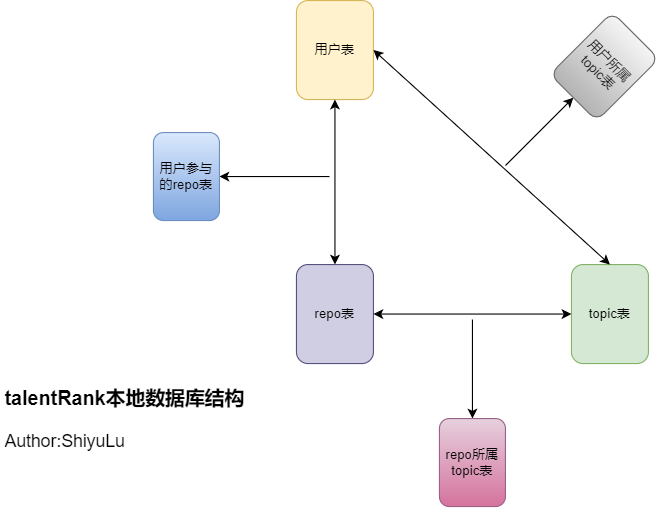 用户表
用户所属
topic表
用户参与
的repo表
repo表
topic表
talentRank本地数据库结构
Author:ShiyuLu
repo所属
topic表